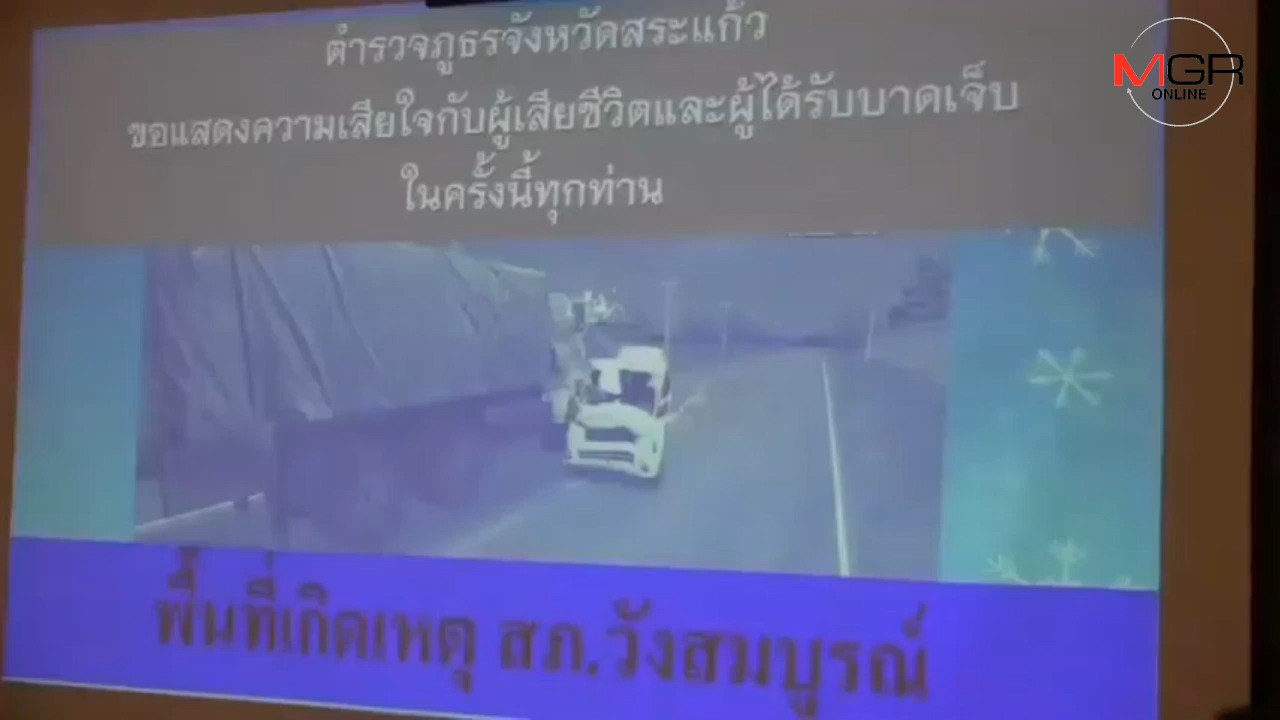 ตำรวจภูธรจังหวัดสระแก้ว
ขอแสดงความเสียใจกับผู้เสียชีวิตและผู้ได้รับบาดเจ็บ
ในครั้งนี้ทุกท่าน
MGR
ONLINE
พื้นที่เกิดเหตุ สภ.วังสมบูรณ์